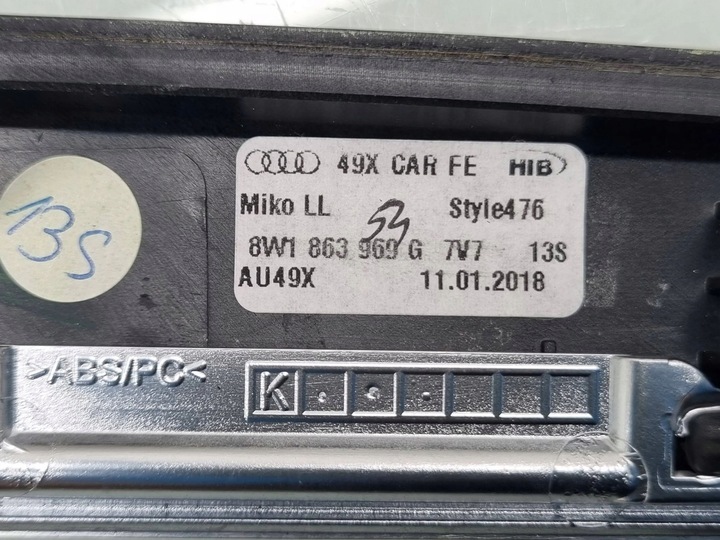 49X CAR FE HIB
Miko LL Style476
54
8W1 863 969 G 7V7 13S
AU49X 11.01.2018
13S
>ABS/PC<
K